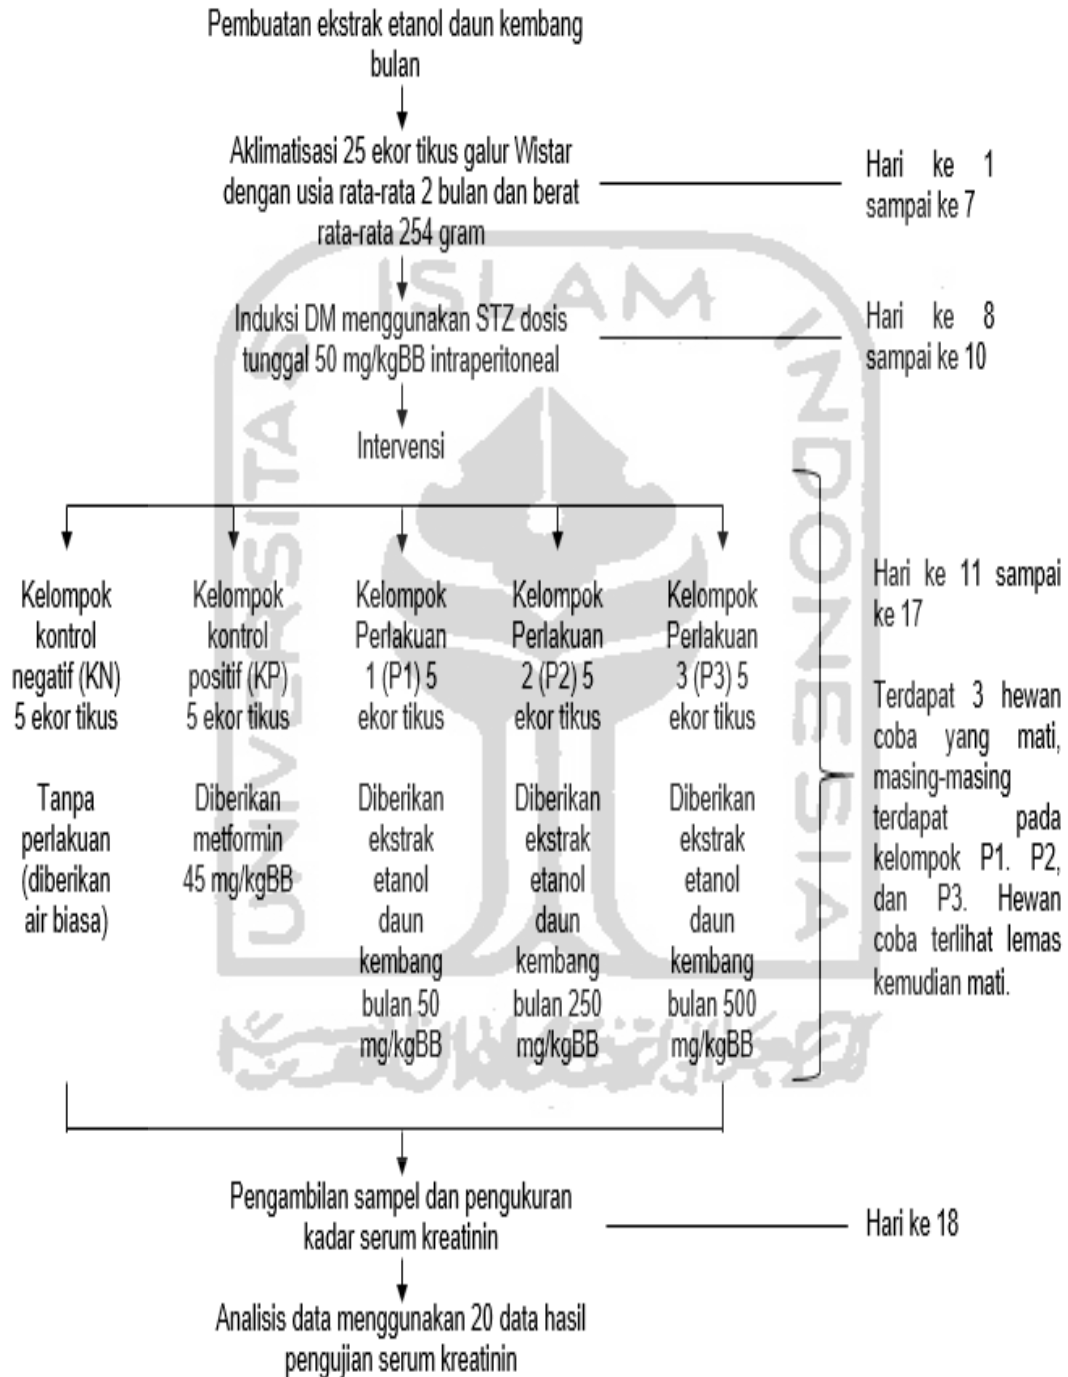 Pembuatan ekstrak etanol daun kembang
bulan
Aklimatisasi 25 ekor tikus galur Wistar
dengan usia rata-rata 2 bulan dan berat
rata-rata 254 gram
Hari ke 1
sampai ke 7
Induksi DM menggunakan STZ dosis
tunggal 50 mg/kgBB intraperitoneal
Hari ke 8
sampai ke 10
Intervensi
Kelompok
kontrol
negatif (KN)
5 ekor tikus
Tanpa
perlakuan
(diberikan
air biasa)
Kelompok
kontrol
positif (KP)
5 ekor tikus
Diberikan
metformin
45 mg/kgBB
Kelompok
Perlakuan
1 (P1) 5
ekor tikus
Diberikan
ekstrak
etanol
daun
kembang
bulan 50
mg/kgBB
Kelompok
Perlakuan
2 (P2) 5
ekor tikus
Diberikan
ekstrak
etanol
daun
kembang
bulan 250
mg/kgBB
Kelompok
Perlakuan
3 (P3) 5
ekor tikus
Diberikan
ekstrak
etanol
daun
kembang
bulan 500
mg/kgBB
Hari ke 11 sampai
ke 17
Terdapat 3 hewan
coba yang mati,
masing-masing
terdapat pada
kelompok P1. P2,
dan P3. Hewan
coba terlihat lemas
kemudian mati.
Pengambilan sampel dan pengukuran
kadar serum kreatinin
Hari ke 18
Analisis data menggunakan 20 data hasil
pengujian serum kreatinin
UNIVERSITAS
ISLAM
INDONESIA